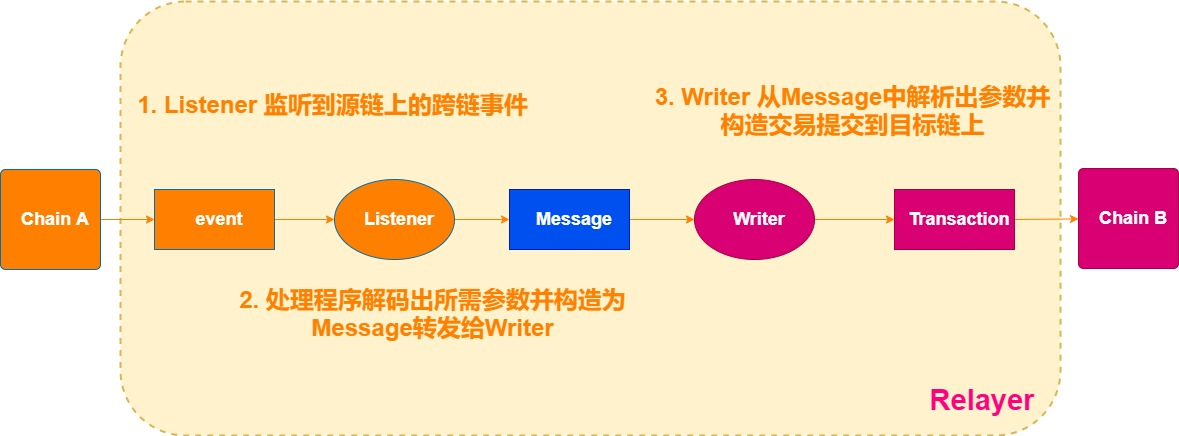 1. Listener 监听到源链上的跨链事件
3. Writer 从Message中解析出参数并
构造交易提交到目标链上
Chain A
event
Listener
Message
Writer
Transaction
Chain B
2. 处理程序解码出所需参数并构造为
Message转发给Writer
Relayer